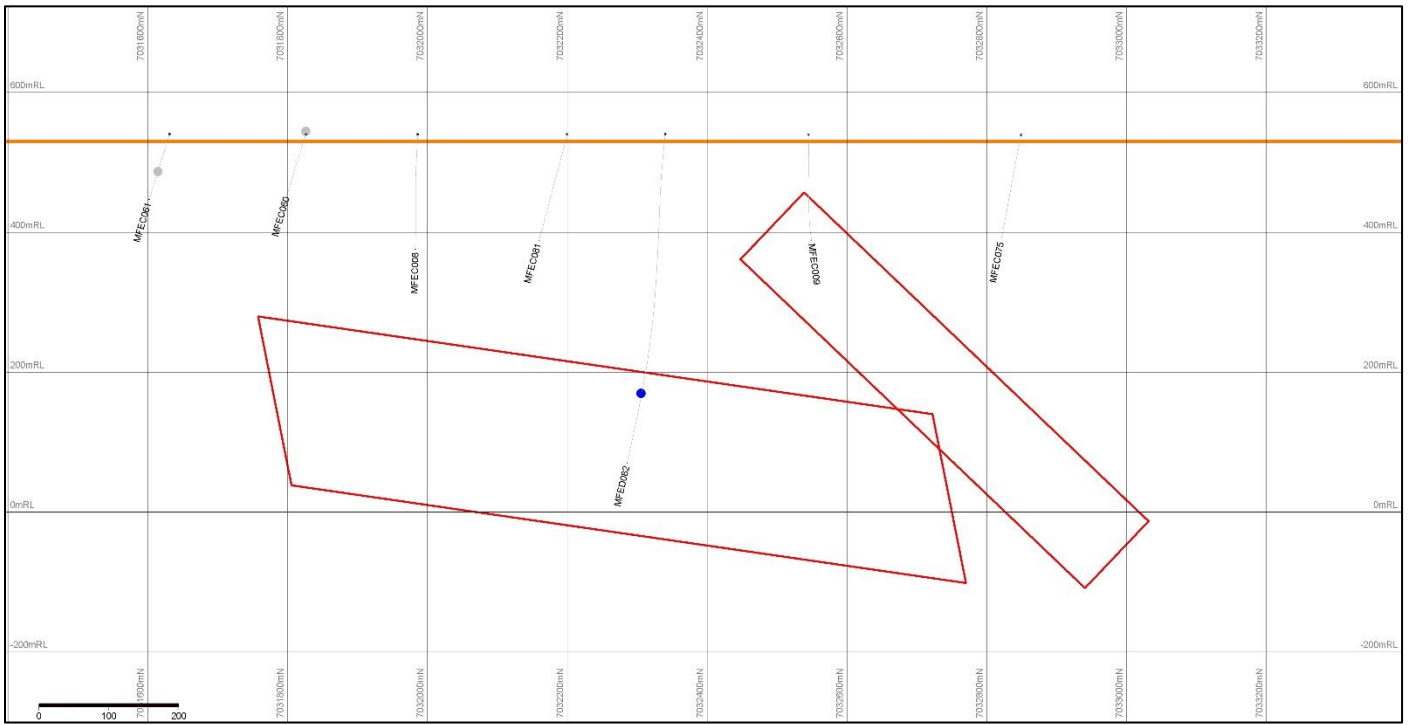 7031600mN
7031800mN
7032000mN
7032200mN
7032400mN
7032600mN
7032800mN
7033000mN
7033200mN
600mRL
600mRL
MFEC061
MFEC060
MFEC008
MFEC081
MFEC009
MFEC075
400mRL
400mRL
200mRL
200mRL
MFED082
0mRL
0mRL
-200mRL
-200mRL
7031600mN
7031800mN
7032000mN
7032200mN
7032400mN
7032600mN
7032800mN
7033000mN
7033200mN
0 100 200